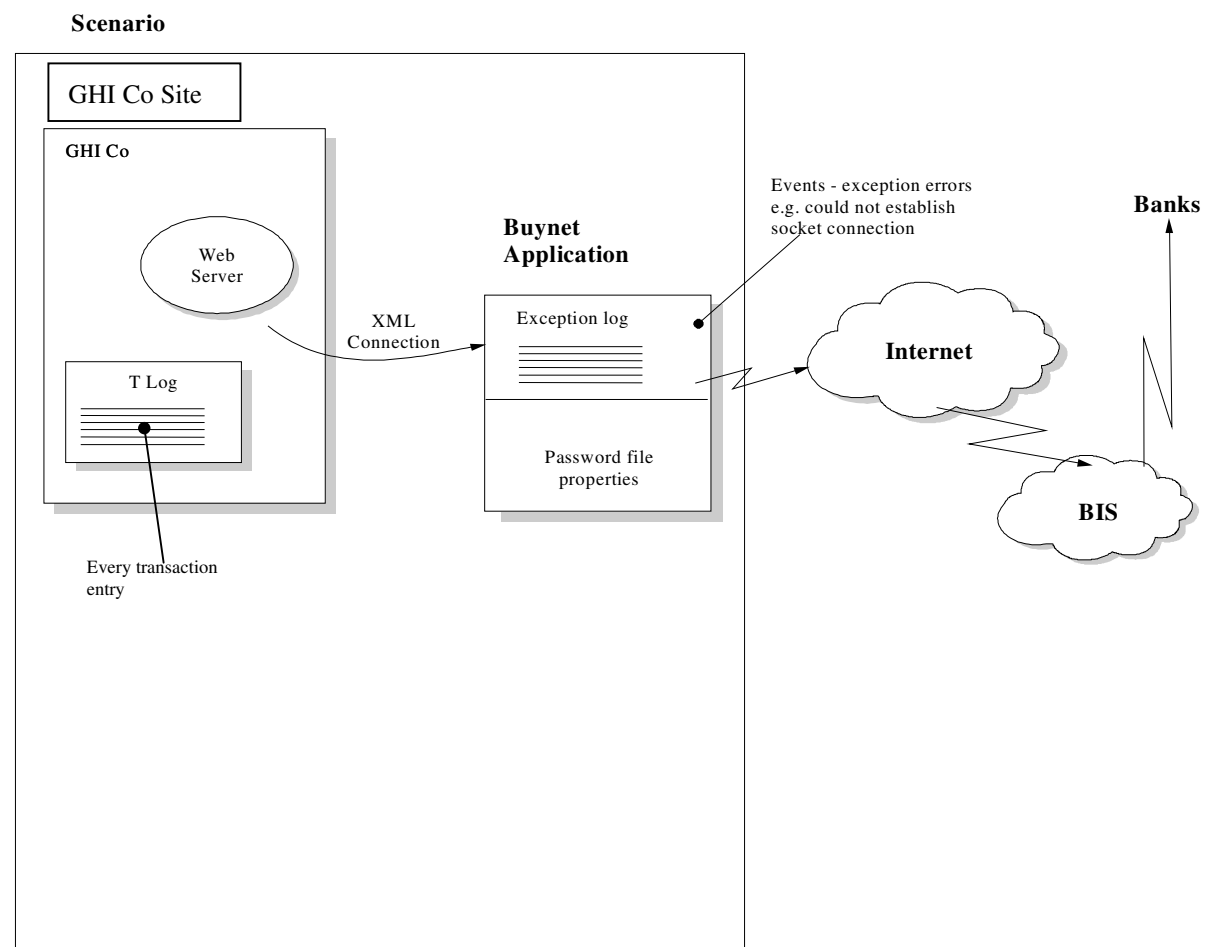 Scenario
GHI Co Site
GHI Co
Web
Server
T Log
Every transaction
entry
XML
Connection
Buynet
Application
Exception log
Password file
properties
Events - exception errors
e.g. could not establish
socket connection
Internet
BIS
Banks